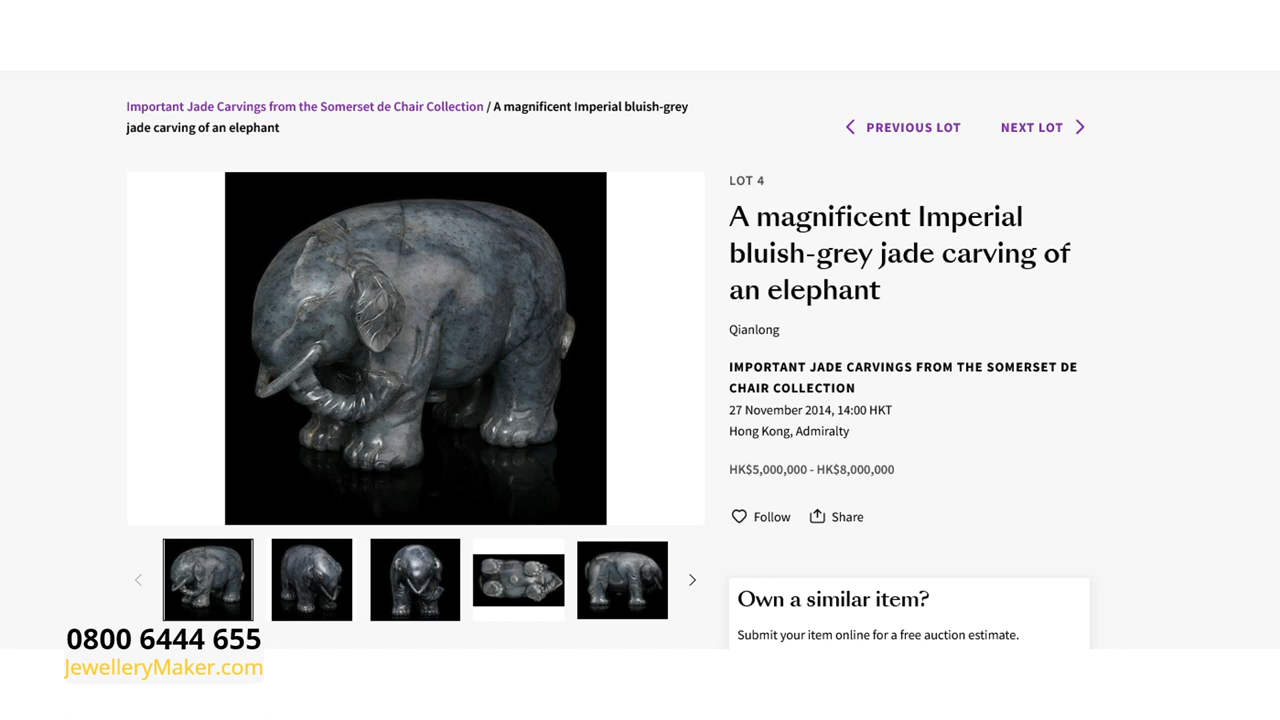 Important Jade Carvings from the Somerset de Chair Collection / A magnificent Imperial bluish-grey
jade carving of an elephant
PREVIOUS LOT
NEXT LOT
LOT 4
A magnificent Imperial
bluish-grey jade carving of
an elephant
Qianlong
IMPORTANT JADE CARVINGS FROM THE SOMERSET DE
CHAIR COLLECTION
27 November 2014, 14:00 HKT
Hong Kong, Admiralty
HK$5,000,000 - HK$8,000,000
Follow
Share
Own a similar item?
Submit your item online for a free auction estimate.
0800 6444 655
JewelleryMaker.com